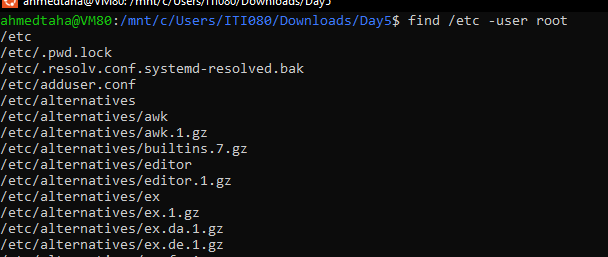 ahmedtaha@VM80: /mnt/c/Users/ITI080/Downloads/Day5
ahmedtaha@VM80:/mnt/c/Users/ITI080/Downloads/Day5$ find /etc -user root
/etc
/etc/.pwd.lock
/etc/.resolv.conf.systemd-resolved.bak
/etc/adduser.conf
/etc/alternatives
/etc/alternatives/awk
/etc/alternatives/awk.1.gz
/etc/alternatives/builtins.7.gz
/etc/alternatives/editor
/etc/alternatives/editor.1.gz
/etc/alternatives/ex
/etc/alternatives/ex.1.gz
/etc/alternatives/ex.da.1.gz
/etc/alternatives/ex.de.1.gz